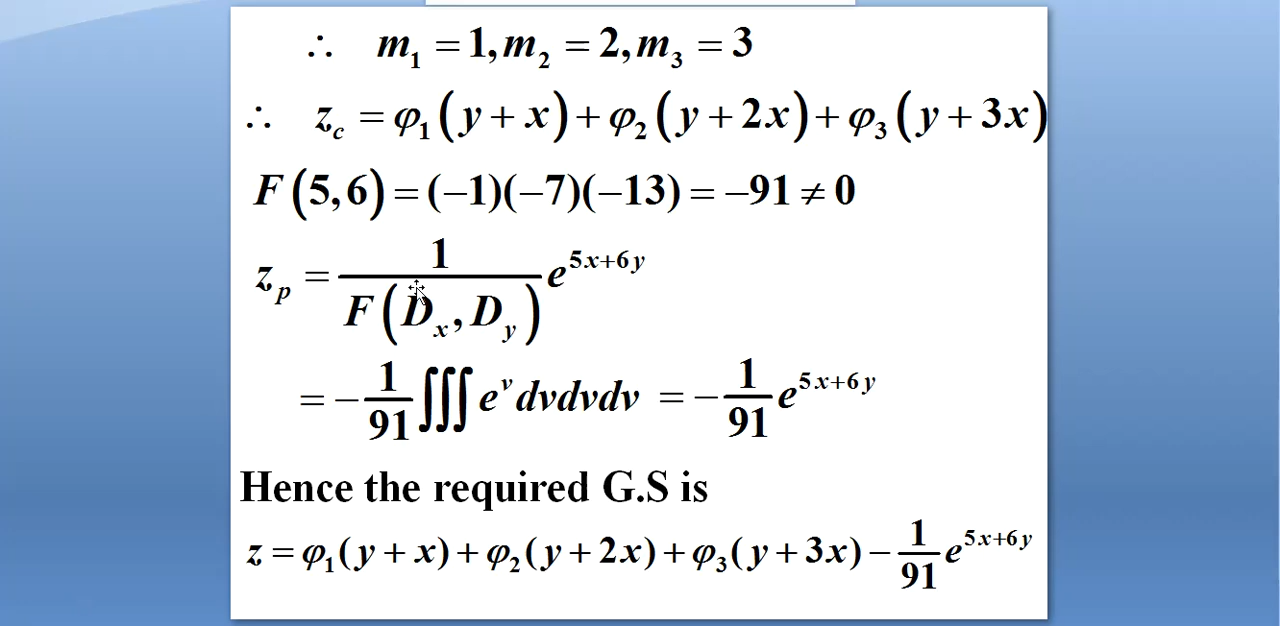 ∴ m₁ = 1, m₂ = 2, m₃ = 3
∴ z_c = φ₁(y + x) + φ₂(y + 2x) + φ₃(y + 3x)
F(5,6) = (−1)(−7)(−13) = −91 ≠ 0
z_p = 1/F(D_x, D_y) e^(5x+6y)
= −1/91 ∭ e^v dvdvdv = −1/91 e^(5x+6y)
Hence the required G.S is
z = φ₁(y + x) + φ₂(y + 2x) + φ₃(y + 3x) − 1/91 e^(5x+6y)